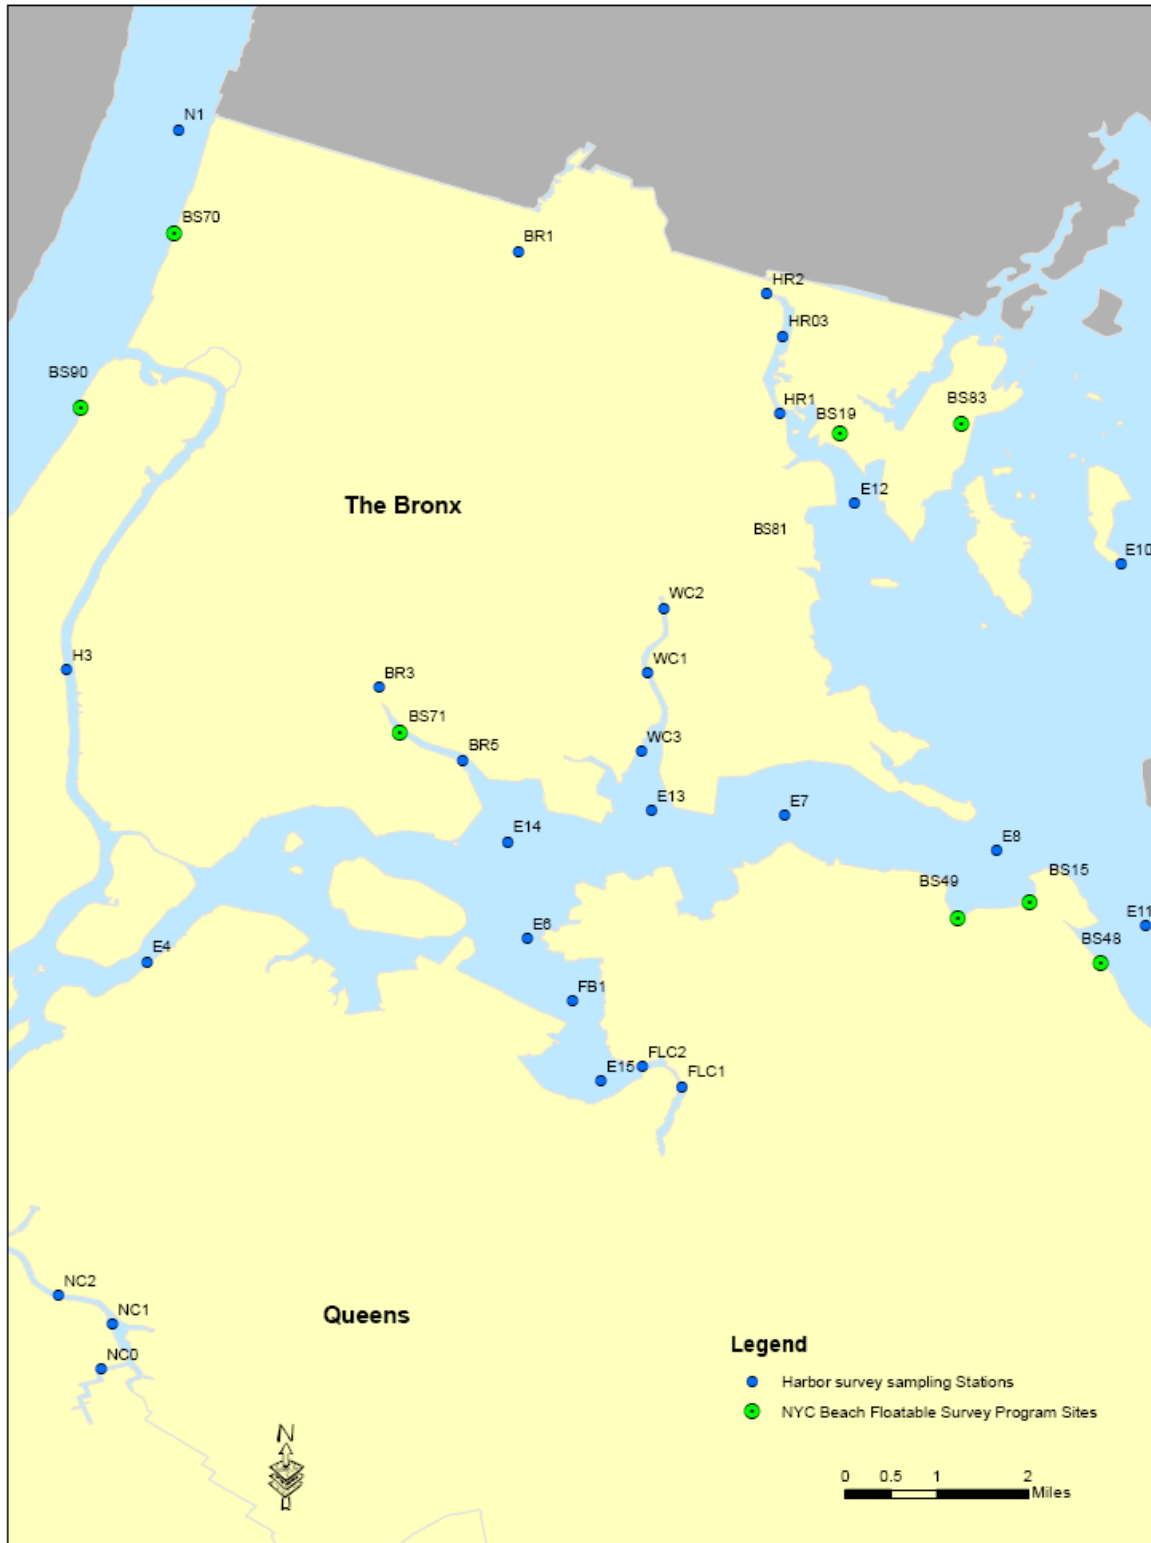 N1
BS70
BR1
HR2
HR03
BS90
HR1
BS19
BS83
E12
The Bronx
BS81
E10
WC2
H3
WC1
BR3
BS71
WC3
BR5
E13
E7
E14
E8
BS15
BS49
E11
E6
BS48
E4
FB1
FLC2
E15
FLC1
NC2
NC1
Queens
NC0
Legend
Harbor survey sampling Stations
NYC Beach Floatable Survey Program Sites
N
0 0.5 1 2
Miles